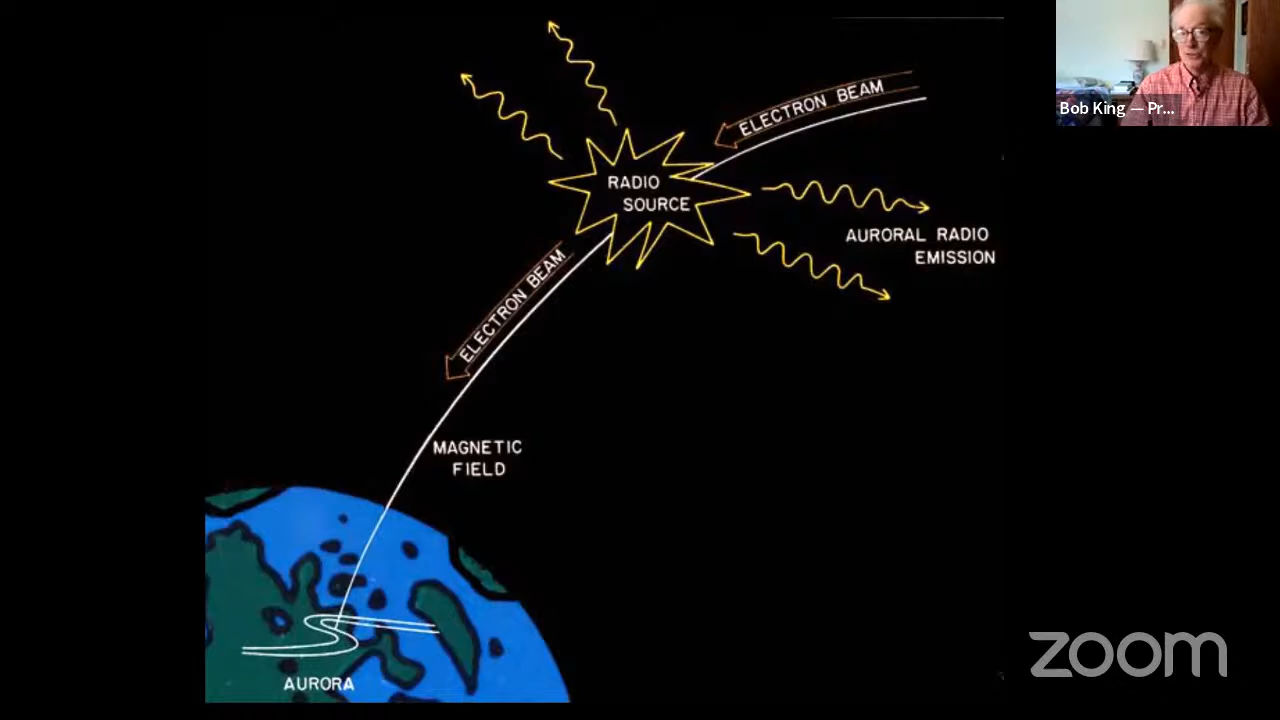 Bob King — Pr...
ELECTRON BEAM
RADIO
SOURCE
AURORAL RADIO
EMISSION
ELECTRON BEAM
MAGNETIC
FIELD
AURORA
zoom